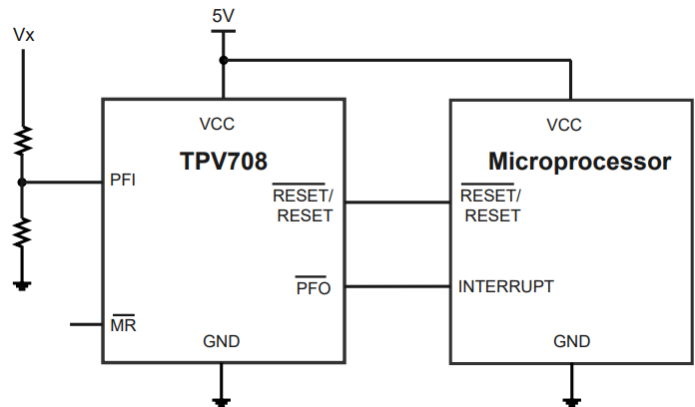 5V
Vx
VCC
VCC
TPV708
Microprocessor
PFI
RESET/
RESET
RESET/
RESET
PFO
INTERRUPT
MR
GND
GND